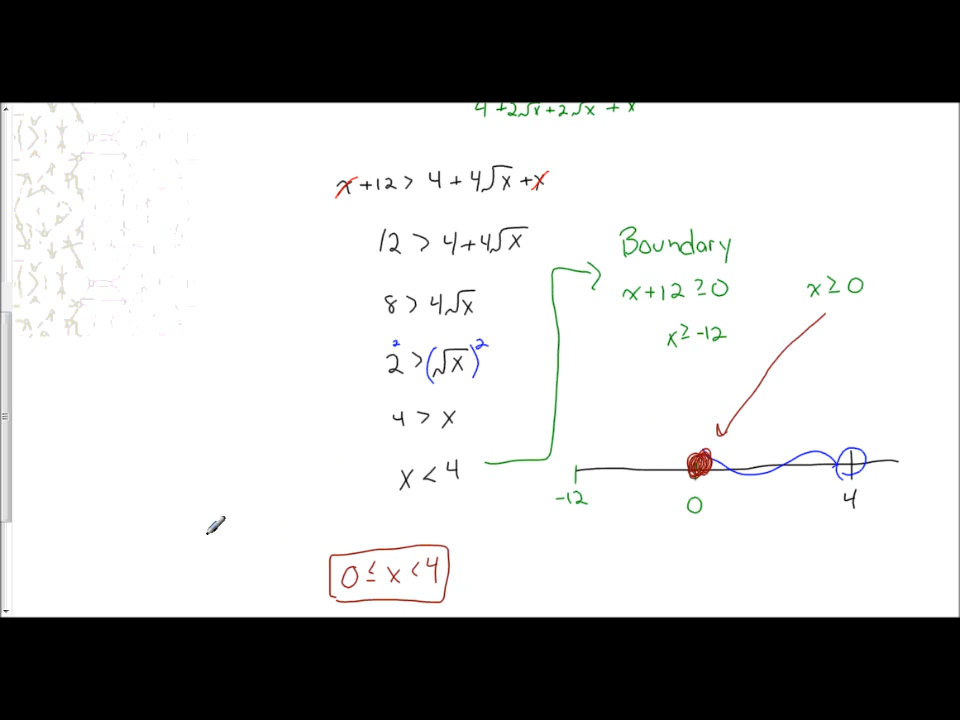 4 + 2√x + 2√x + x
x + 12 > 4 + 4√x + x
12 > 4 + 4√x
8 > 4√x
2² > (√x)²
4 > x
x < 4
0 ≤ x < 4
Boundary
x + 12 ≥ 0
x ≥ -12
x ≥ 0
-12 0 4